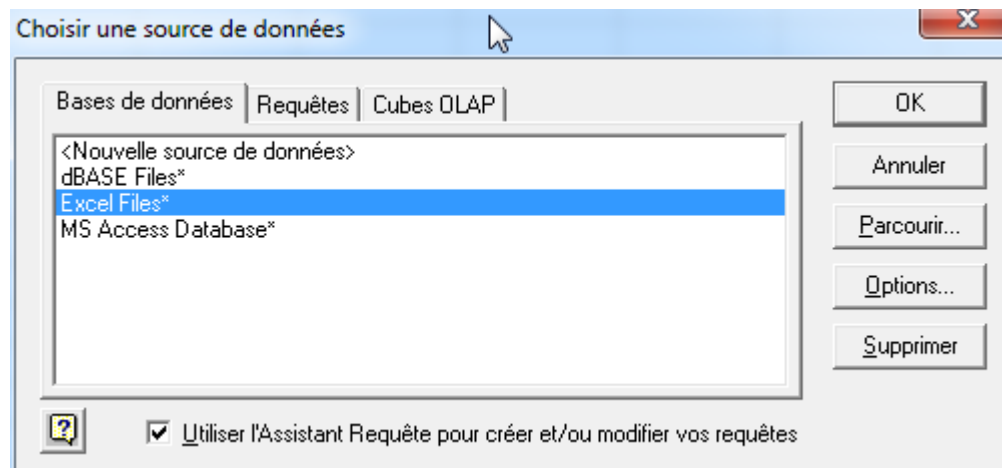 Choisir une source de données
Bases de données Requêtes Cubes OLAP
<Nouvelle source de données>
dBASE Files*
Excel Files*
MS Access Database*
OK
Annuler
Parcourir...
Options...
Supprimer
Utiliser l'Assistant Requête pour créer et/ou modifier vos requêtes